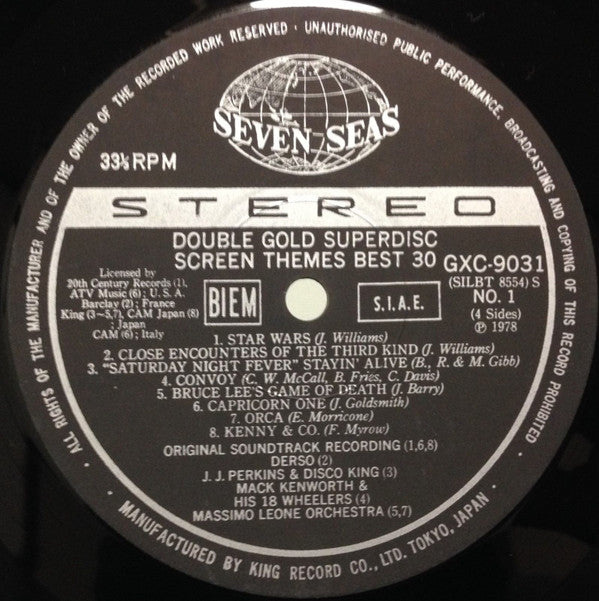 ALL RIGHTS OF THE MANUFACTURER AND OF THE OWNER OF THE RECORDED WORK RESERVED · UNAUTHORISED PUBLIC PERFORMANCE, BROADCASTING AND COPYING OF THIS RECORD PROHIBITED ·
SEVEN SEAS
33⅓ RPM
STEREO
DOUBLE GOLD SUPERDISC
SCREEN THEMES BEST 30
GXC-9031
(SILBT 8554) S
NO. 1
(4 Sides)
Ⓟ 1978
Licensed by
20th Century Records (1),
ATV Music (6); U. S. A.
Barclay (2); France
King (3~5,7), CAM Japan (8)
; Japan
CAM (6); Italy
BIEM
S.I.A.E.
1. STAR WARS (J. Williams)
2. CLOSE ENCOUNTERS OF THE THIRD KIND (J. Williams)
3. "SATURDAY NIGHT FEVER" STAYIN' ALIVE (B., R. & M. Gibb)
4. CONVOY (C. W. McCall, B. Fries, C. Davis)
5. BRUCE LEE'S GAME OF DEATH (J. Barry)
6. CAPRICORN ONE (J. Goldsmith)
7. ORCA (E. Morricone)
8. KENNY & CO. (F. Myrow)
ORIGINAL SOUNDTRACK RECORDING (1,6,8)
DERSO (2)
J. J. PERKINS & DISCO KING (3)
MACK KENWORTH &
HIS 18 WHEELERS (4)
MASSIMO LEONE ORCHESTRA (5,7)
· MANUFACTURED BY KING RECORD CO., LTD. TOKYO, JAPAN ·